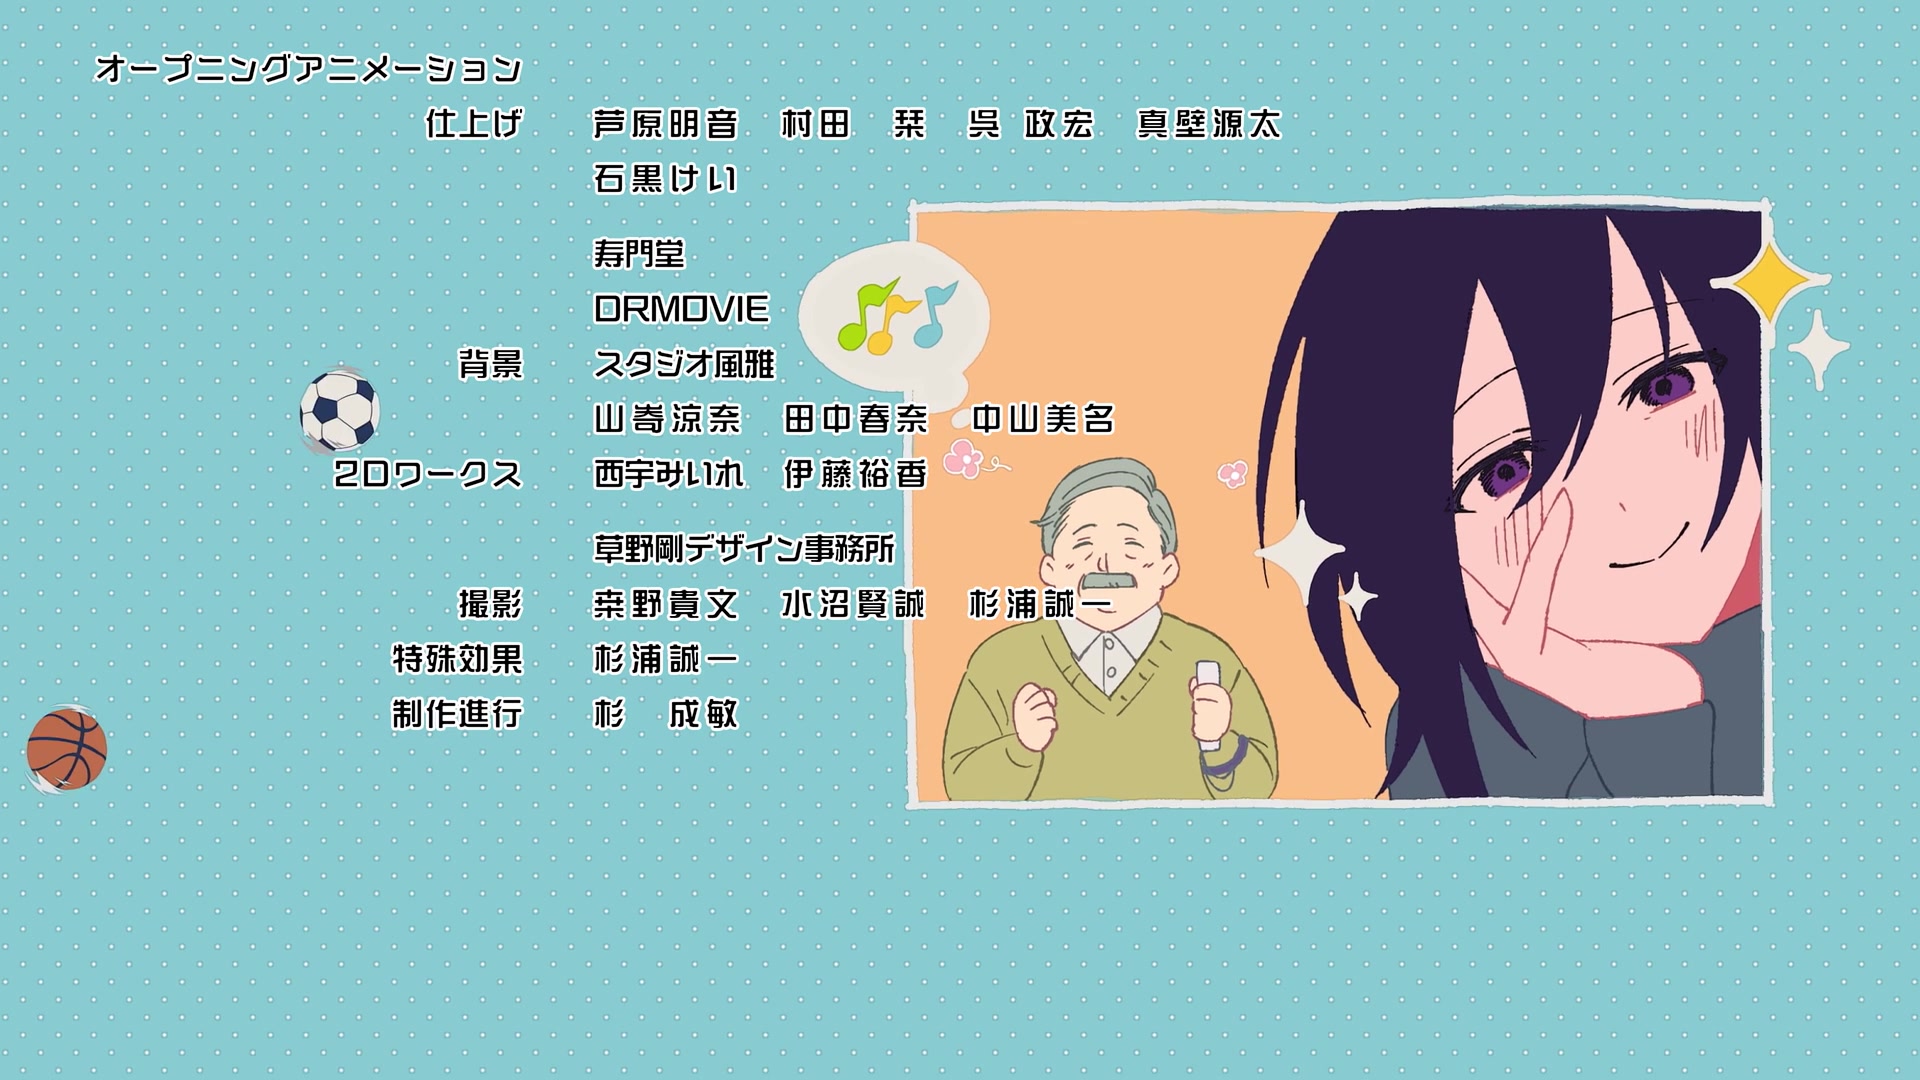 オープニングアニメーション
仕上げ 芦原明音 村田 栞 呉 政宏 真壁源太
石黒けい
寿門堂
DRMOVIE
背景 スタジオ風雅
山嵜涼奈 田中春奈 中山美名
2Dワークス 西宇みいれ 伊藤裕香
草野剛デザイン事務所
撮影 桒野貴文 水沼賢誠 杉浦誠一
特殊効果 杉浦誠一
制作進行 杉 成敏